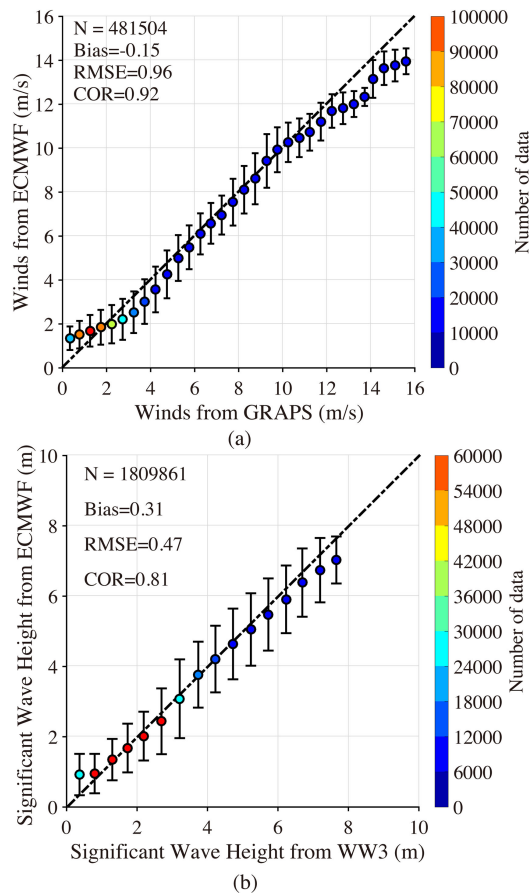 16
14
12
10
8
6
4
2
0
Winds from ECMWF (m/s)
N = 481504
Bias=-0.15
RMSE=0.96
COR=0.92
0 2 4 6 8 10 12 14 16
Winds from GRAPS (m/s)
100000
90000
80000
70000
60000
50000
40000
30000
20000
10000
0
Number of data
(a)
10
8
6
4
2
0
Significant Wave Height from ECMWF (m)
N = 1809861
Bias=0.31
RMSE=0.47
COR=0.81
0 2 4 6 8 10
Significant Wave Height from WW3 (m)
60000
54000
48000
42000
36000
30000
24000
18000
12000
6000
0
Number of data
(b)